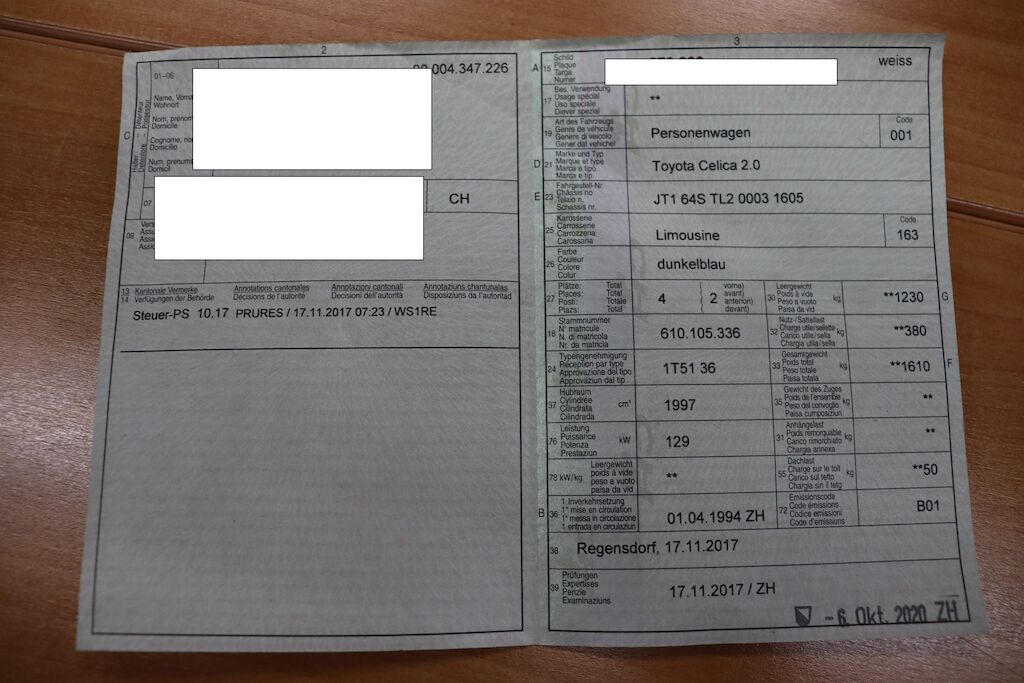 2
004.347.226
01-06
Name,
Wohnort
Nom, prénom
Domicile
Cognome,
Domicilio
Num, prenum
Domicil
C
07
CH
09
13 Kantonale Vermerke Annotations cantonales Annotazioni cantonali Annotaziuns chantunalas
14 Verfügungen der Behörde Décisions de l'autorité Decisioni dell'autorità Disposiziuns da l'autoritad
Steuer-PS 10.17 PRURES / 17.11.2017 07:23 / WS1RE
3
A 15 Schild
Plaque
Targa
Numer
weiss
17 Bes. Verwendung
Usage spécial
Uso speciale
Diever spezial
**
19 Art des Fahrzeugs
Genre de véhicule
Genere di veicolo
Gener dal vehichel
Personenwagen
Code
001
D 21 Marke und Typ
Marque et type
Marca e tipo
Marca e tip
Toyota Celica 2.0
E 23 Fahrgestell-Nr.
Châssis no
Telaio n.
Schassis nr.
JT1 64S TL2 0003 1605
25 Karosserie
Carrosserie
Carrozzeria
Carossaria
Limousine
Code
163
26 Farbe
Couleur
Colore
Colur
dunkelblau
27 Plätze: Total
Places: Total
Posti: Totale
Plazs: Total
4 ( 2 vorne)
avant)
anteriori)
davant)
30 Leergewicht
Poids à vide
Peso a vuoto
Paisa da vid
kg
**1230 G
18 Stammnummer
N° matricule
N. di matricola
Nr. da matricla
610.105.336
32 Nutz-/Sattellast
Charge utile/sellette
Carico utile/sella
Chargia utila/sella
kg
**380
24 Typengenehmigung
Réception par type
Approvazione del tipo
Approvaziun dal tip
1T51 36
33 Gesamtgewicht
Poids total
Peso totale
Paisa totala
kg
**1610 F
37 Hubraum
Cylindrée
Cilindrata
Cilindrada
cm³
1997
35 Gewicht des Zuges
Poids de l'ensemble
Peso del convoglio
Paisa cumposiziun
kg
**
76 Leistung
Puissance
Potenza
Prestaziun
kW
129
31 Anhängelast
Poids remorquable
Carico rimorchiato
Chargia annexa
kg
**
78 kW/kg Leergewicht
poids à vide
peso a vuoto
paisa da vid
**
55 Dachlast
Charge sur le toit
Carico sul tetto
Chargia sin il tetg
kg
**50
B 36 1. Inverkehrsetzung
1re mise en circulation
1a messa in circolazione
1. entrada en circulaziun
01.04.1994 ZH
72 Emissionscode
Code émissions
Codice emissioni
Code d'emissiuns
B01
38 Regensdorf, 17.11.2017
39 Prüfungen
Expertises
Perizie
Examinaziuns
17.11.2017 / ZH
- 6. Okt. 2020 ZH